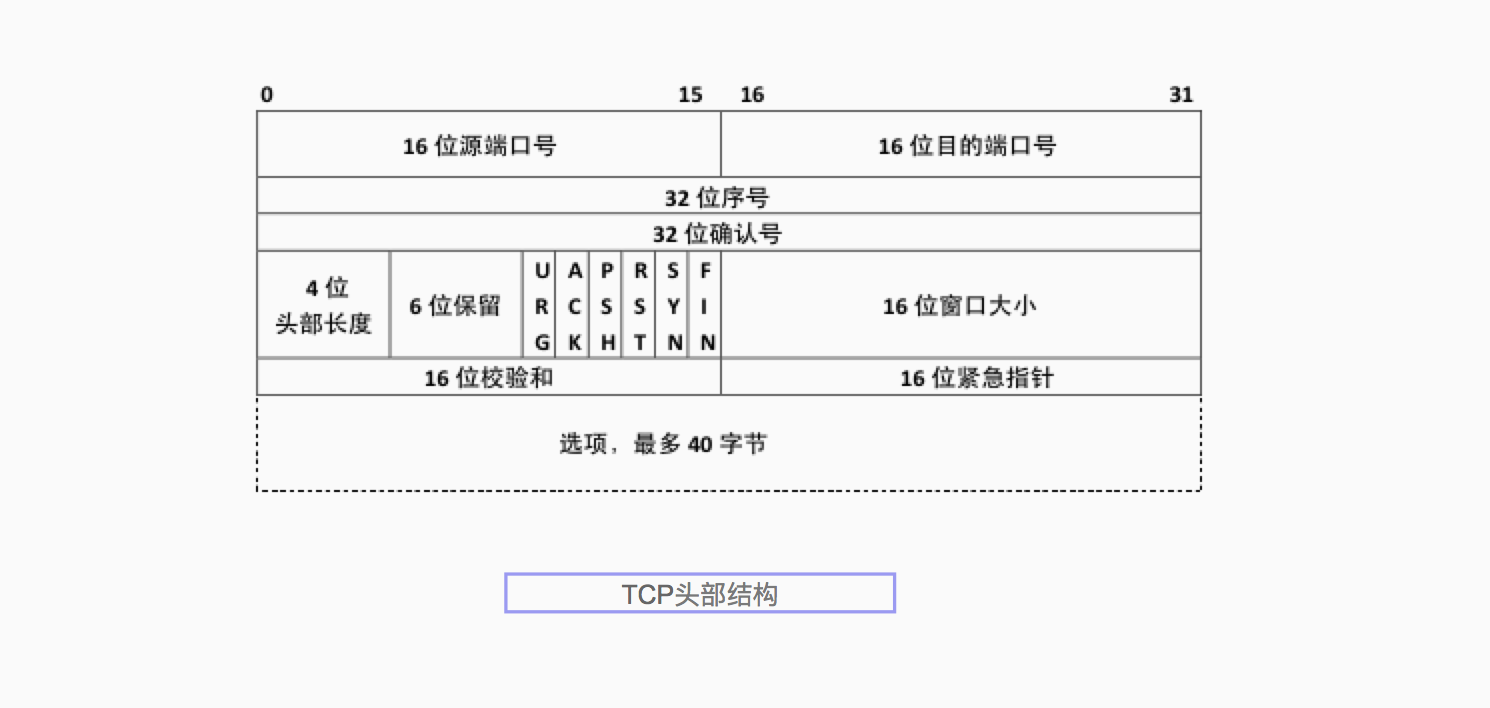 0 15 16 31
16 位源端口号 16 位目的端口号
32 位序号
32 位确认号
4 位
头部长度
6 位保留
URG
ACK
PSH
RST
SYN
FIN
16 位窗口大小
16 位校验和 16 位紧急指针
选项，最多 40 字节
TCP头部结构